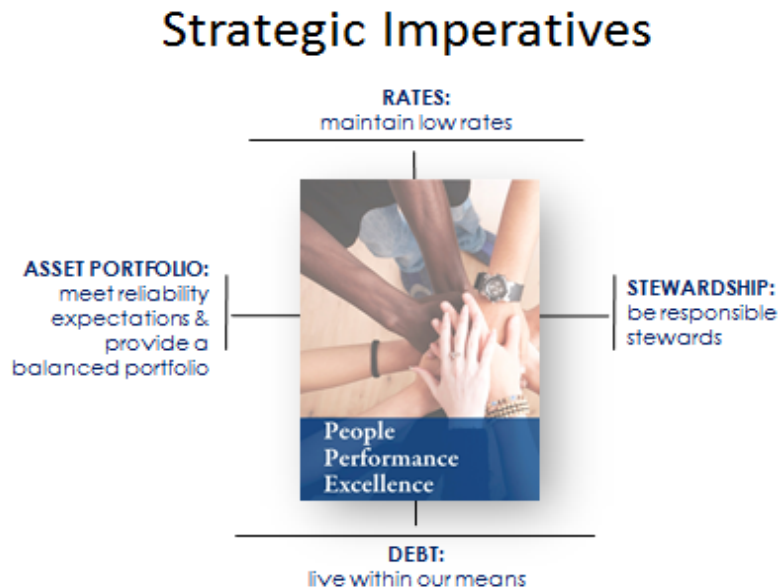 Strategic Imperatives
RATES:
maintain low rates
ASSET PORTFOLIO:
meet reliability
expectations &
provide a
balanced portfolio
STEWARDSHIP:
be responsible
stewards
People
Performance
Excellence
DEBT:
live within our means